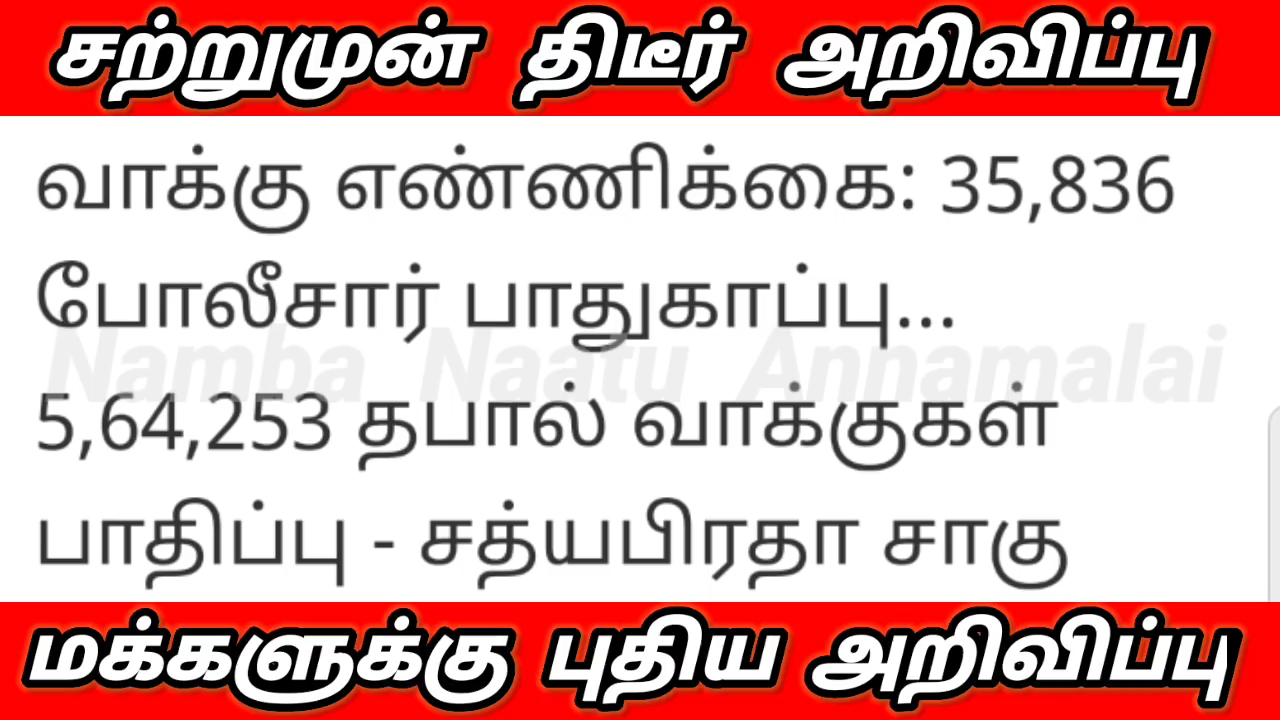 சற்றுமுன் திடீர் அறிவிப்பு
வாக்கு எண்ணிக்கை: 35,836
போலீசார் பாதுகாப்பு...
Namba Naatu Annamalai
5,64,253 தபால் வாக்குகள்
பாதிப்பு - சத்யபிரதா சாகு
மக்களுக்கு புதிய அறிவிப்பு